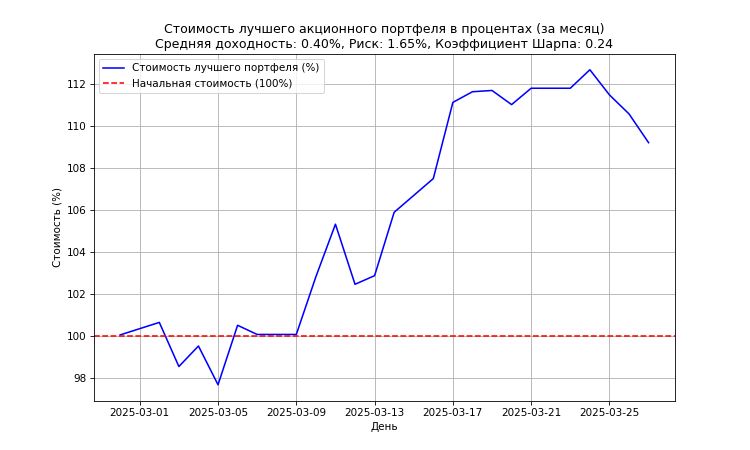 Стоимость лучшего акционного портфеля в процентах (за месяц)
Средняя доходность: 0.40%, Риск: 1.65%, Коэффициент Шарпа: 0.24
Стоимость лучшего портфеля (%)
Начальная стоимость (100%)
Стоимость (%)
112
110
108
106
104
102
100
98
2025-03-01 2025-03-05 2025-03-09 2025-03-13 2025-03-17 2025-03-21 2025-03-25
День